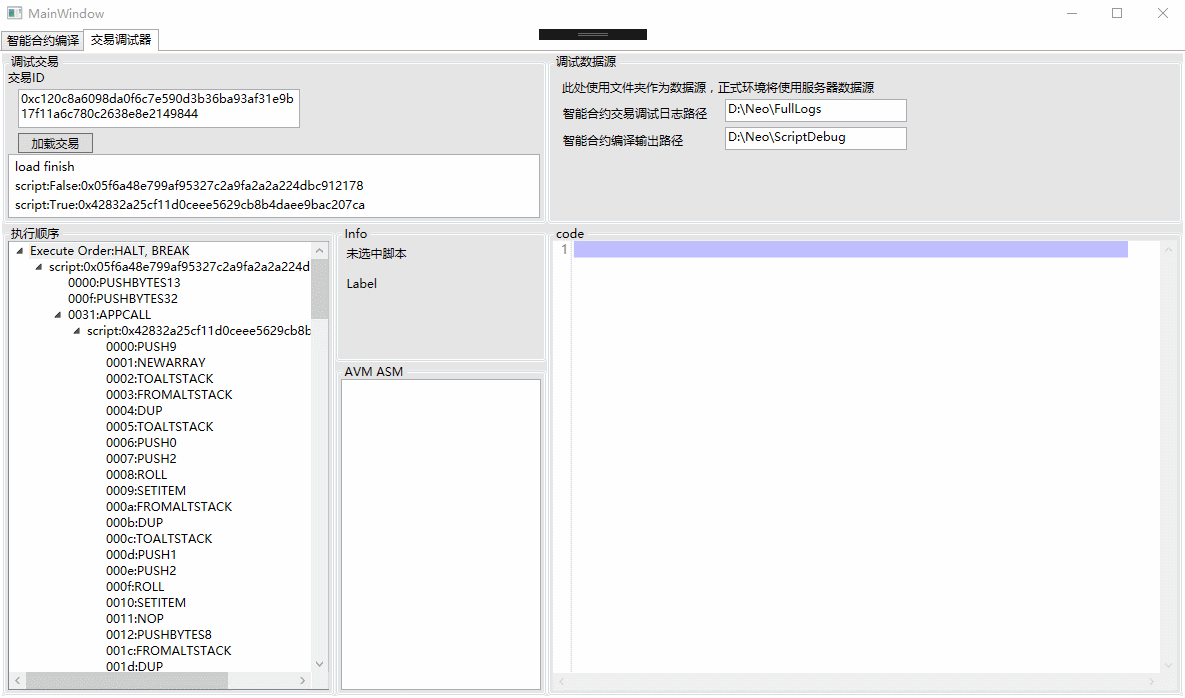 MainWindow
智能合约编译 交易调试器
调试交易
交易ID
0xc120c8a6098da0f6c7e590d3b36ba93af31e9b
17f11a6c780c2638e8e2149844
加载交易
load finish
script:False:0x05f6a48e799af95327c2a9fa2a2a224dbc912178
script:True:0x42832a25cf11d0ceee5629cb8b4daee9bac207ca
调试数据源
此处使用文件夹作为数据源，正式环境将使用服务器数据源
智能合约交易调试日志路径 D:\Neo\FullLogs
智能合约编译输出路径 D:\Neo\ScriptDebug
执行顺序
Execute Order:HALT, BREAK
script:0x05f6a48e799af95327c2a9fa2a2a224d
0000:PUSHBYTES13
000f:PUSHBYTES32
0031:APPCALL
script:0x42832a25cf11d0ceee5629cb8b
0000:PUSH9
0001:NEWARRAY
0002:TOALTSTACK
0003:FROMALTSTACK
0004:DUP
0005:TOALTSTACK
0006:PUSH0
0007:PUSH2
0008:ROLL
0009:SETITEM
000a:FROMALTSTACK
000b:DUP
000c:TOALTSTACK
000d:PUSH1
000e:PUSH2
000f:ROLL
0010:SETITEM
0011:NOP
0012:PUSHBYTES8
001c:FROMALTSTACK
001d:DUP
Info
未选中脚本
Label
AVM ASM
code
1